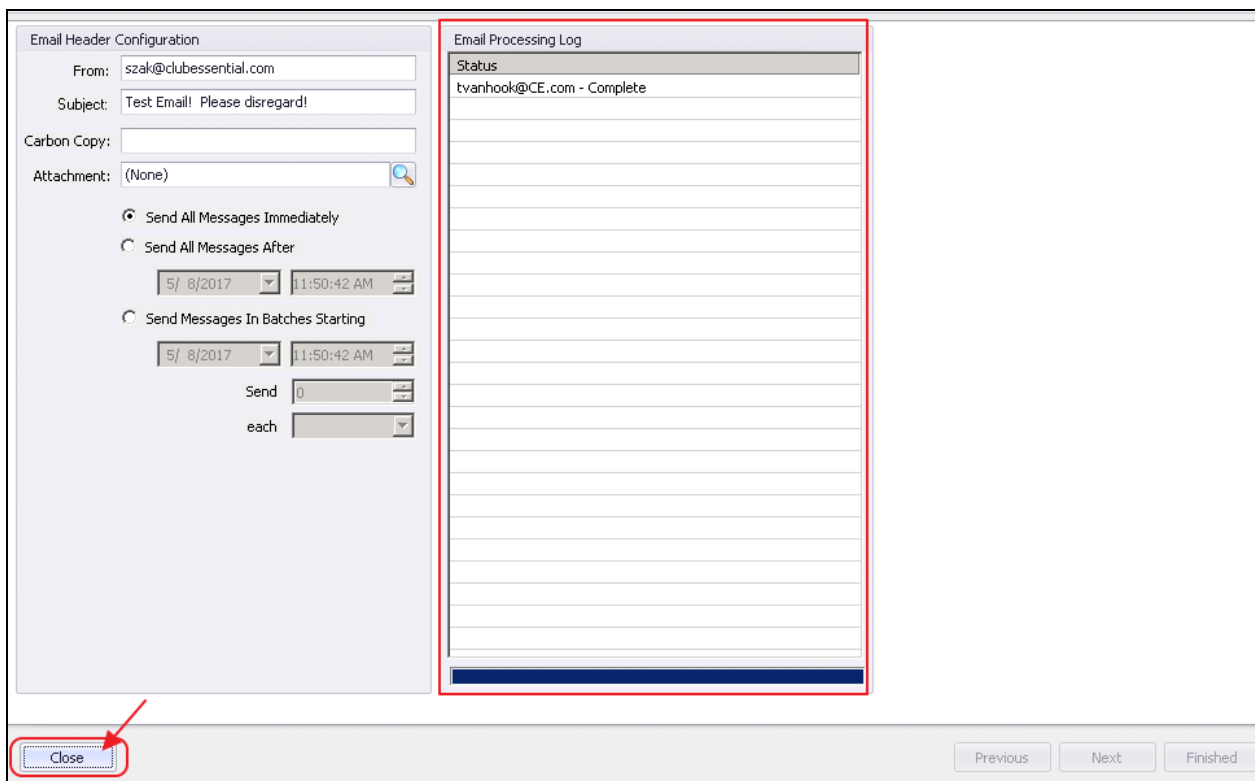 Email Header Configuration
From: szak@clubessential.com
Subject: Test Email!  Please disregard!
Carbon Copy:
Attachment: (None)
Send All Messages Immediately
Send All Messages After
5/ 8/2017 11:50:42 AM
Send Messages In Batches Starting
5/ 8/2017 11:50:42 AM
Send 0
each
Email Processing Log
Status
tvanhook@CE.com - Complete
Close
Previous
Next
Finished